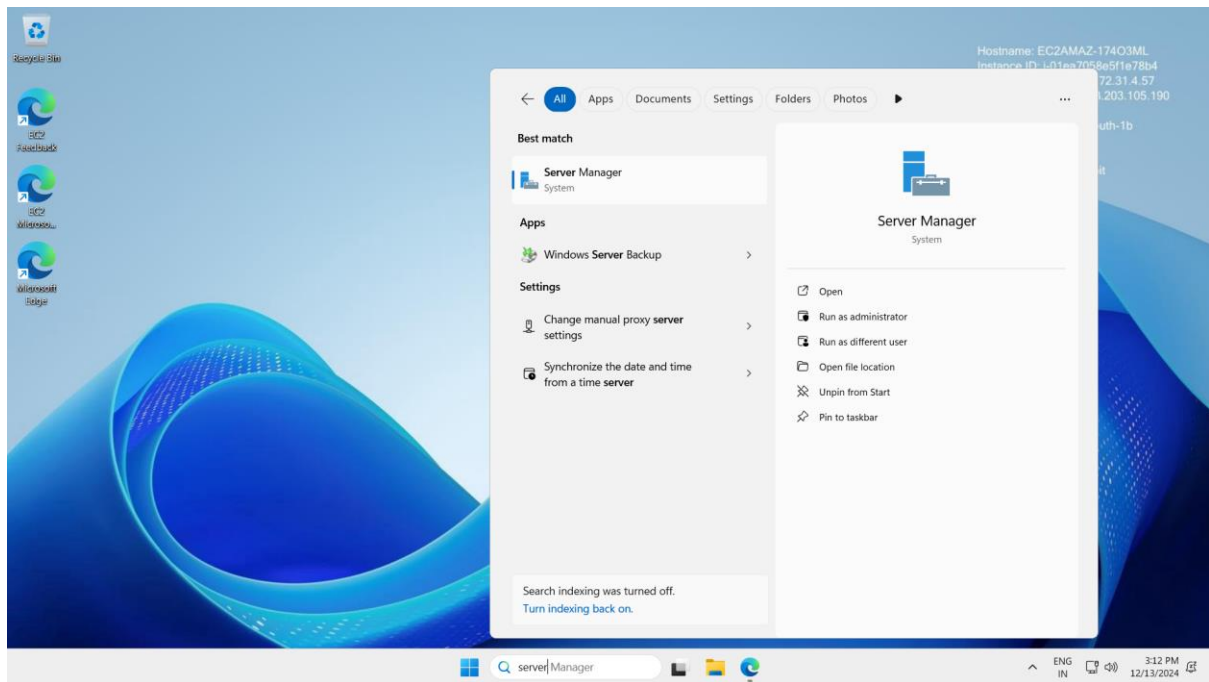 Recycle Bin
EC2
Feedback
EC2
Microso...
Microsoft
Edge
Hostname: EC2AMAZ-174O3ML
Instance ID: i-01ea7058e5f1e78b4
72.31.4.57
.203.105.190
uth-1b
All
Apps
Documents
Settings
Folders
Photos
Best match
Server Manager
System
Apps
Windows Server Backup
Settings
Change manual proxy server
settings
Synchronize the date and time
from a time server
Search indexing was turned off.
Turn indexing back on.
Server Manager
System
Open
Run as administrator
Run as different user
Open file location
Unpin from Start
Pin to taskbar
server Manager
ENG
IN
3:12 PM
12/13/2024